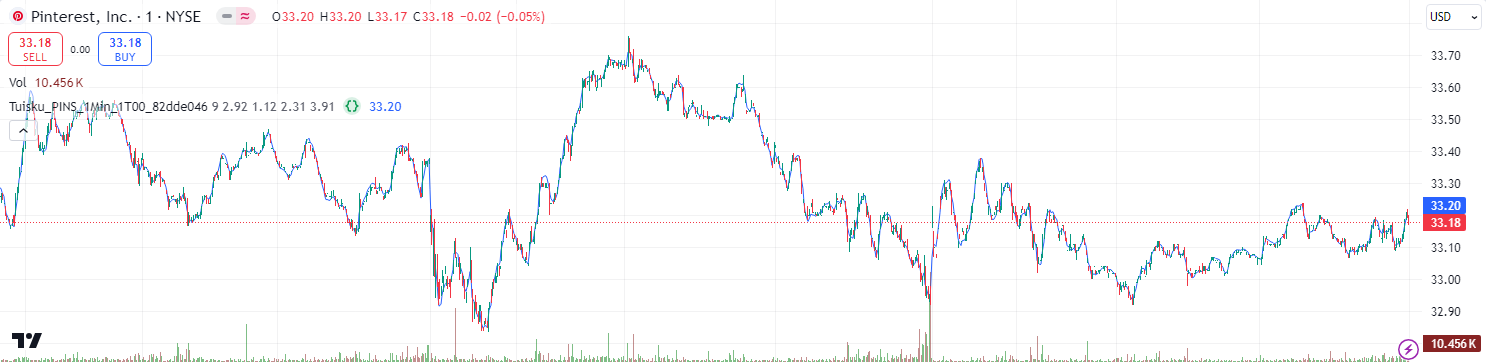 Pinterest, Inc. · 1 · NYSE O33.20 H33.20 L33.17 C33.18 −0.02 (−0.05%)
USD
33.18 SELL 0.00 33.18 BUY
Vol 10.456 K
Tuisku_PINS_1Min_1T00_82dde046 9 2.92 1.12 2.31 3.91 {} 33.20
33.70
33.60
33.50
33.40
33.30
33.20
33.18
33.10
33.00
32.90
10.456 K